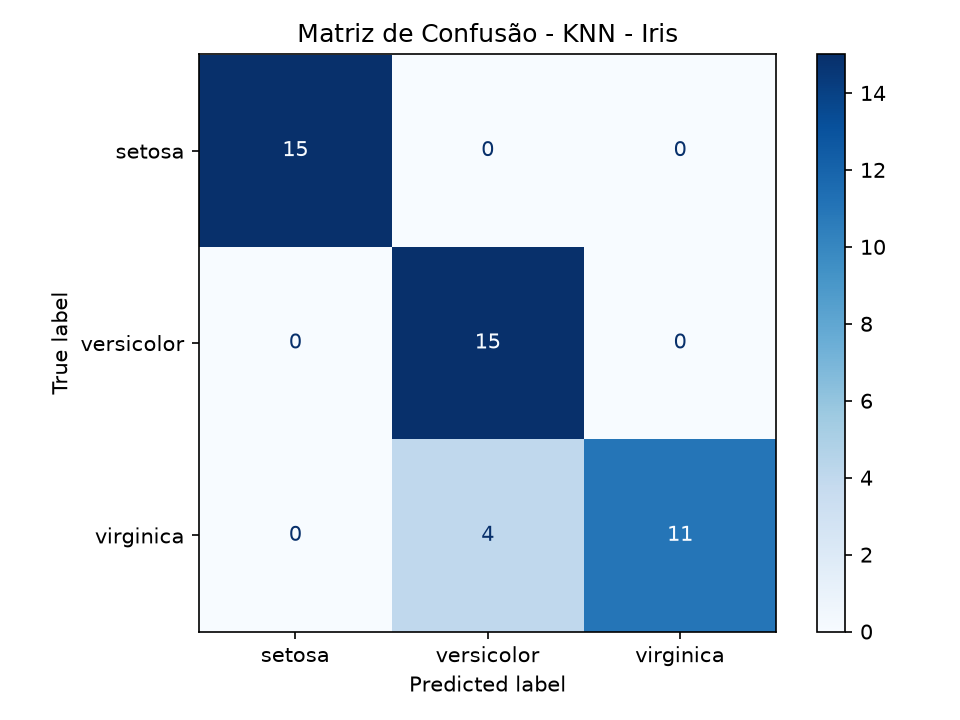 Matriz de Confusão - KNN - Iris
True label
setosa 15 0 0
versicolor 0 15 0
virginica 0 4 11
setosa versicolor virginica
Predicted label
14
12
10
8
6
4
2
0